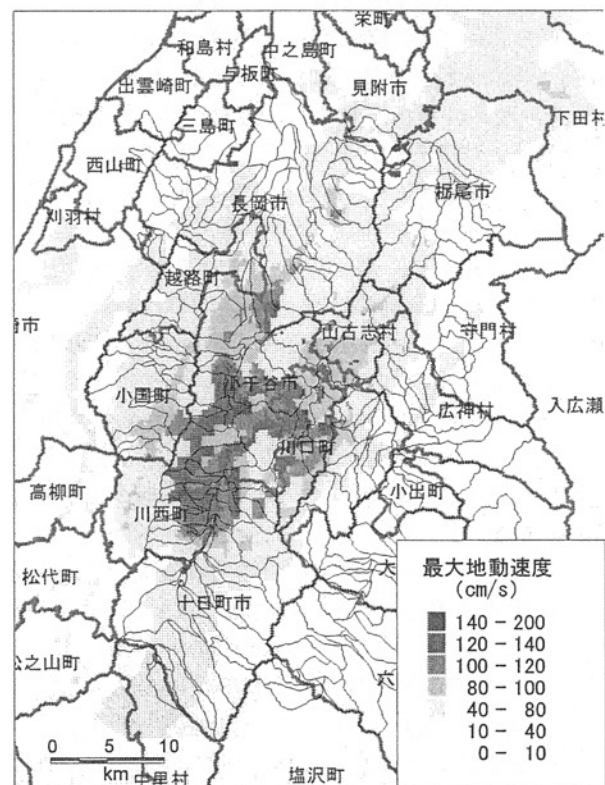 栄町
和島村
中之島町
与板町
見附市
出雲崎町
三島町
下田村
西山町
栃尾市
長岡市
刈羽村
越路町
山古志村
守門村
小千谷市
小国町
広神村
入広瀬
川口町
小出町
高柳町
川西町
松代町
十日町市
大
六
塩沢町
0 5 10
km
最大地動速度
(cm/s)
140 - 200
120 - 140
100 - 120
80 - 100
40 - 80
10 - 40
0 - 10